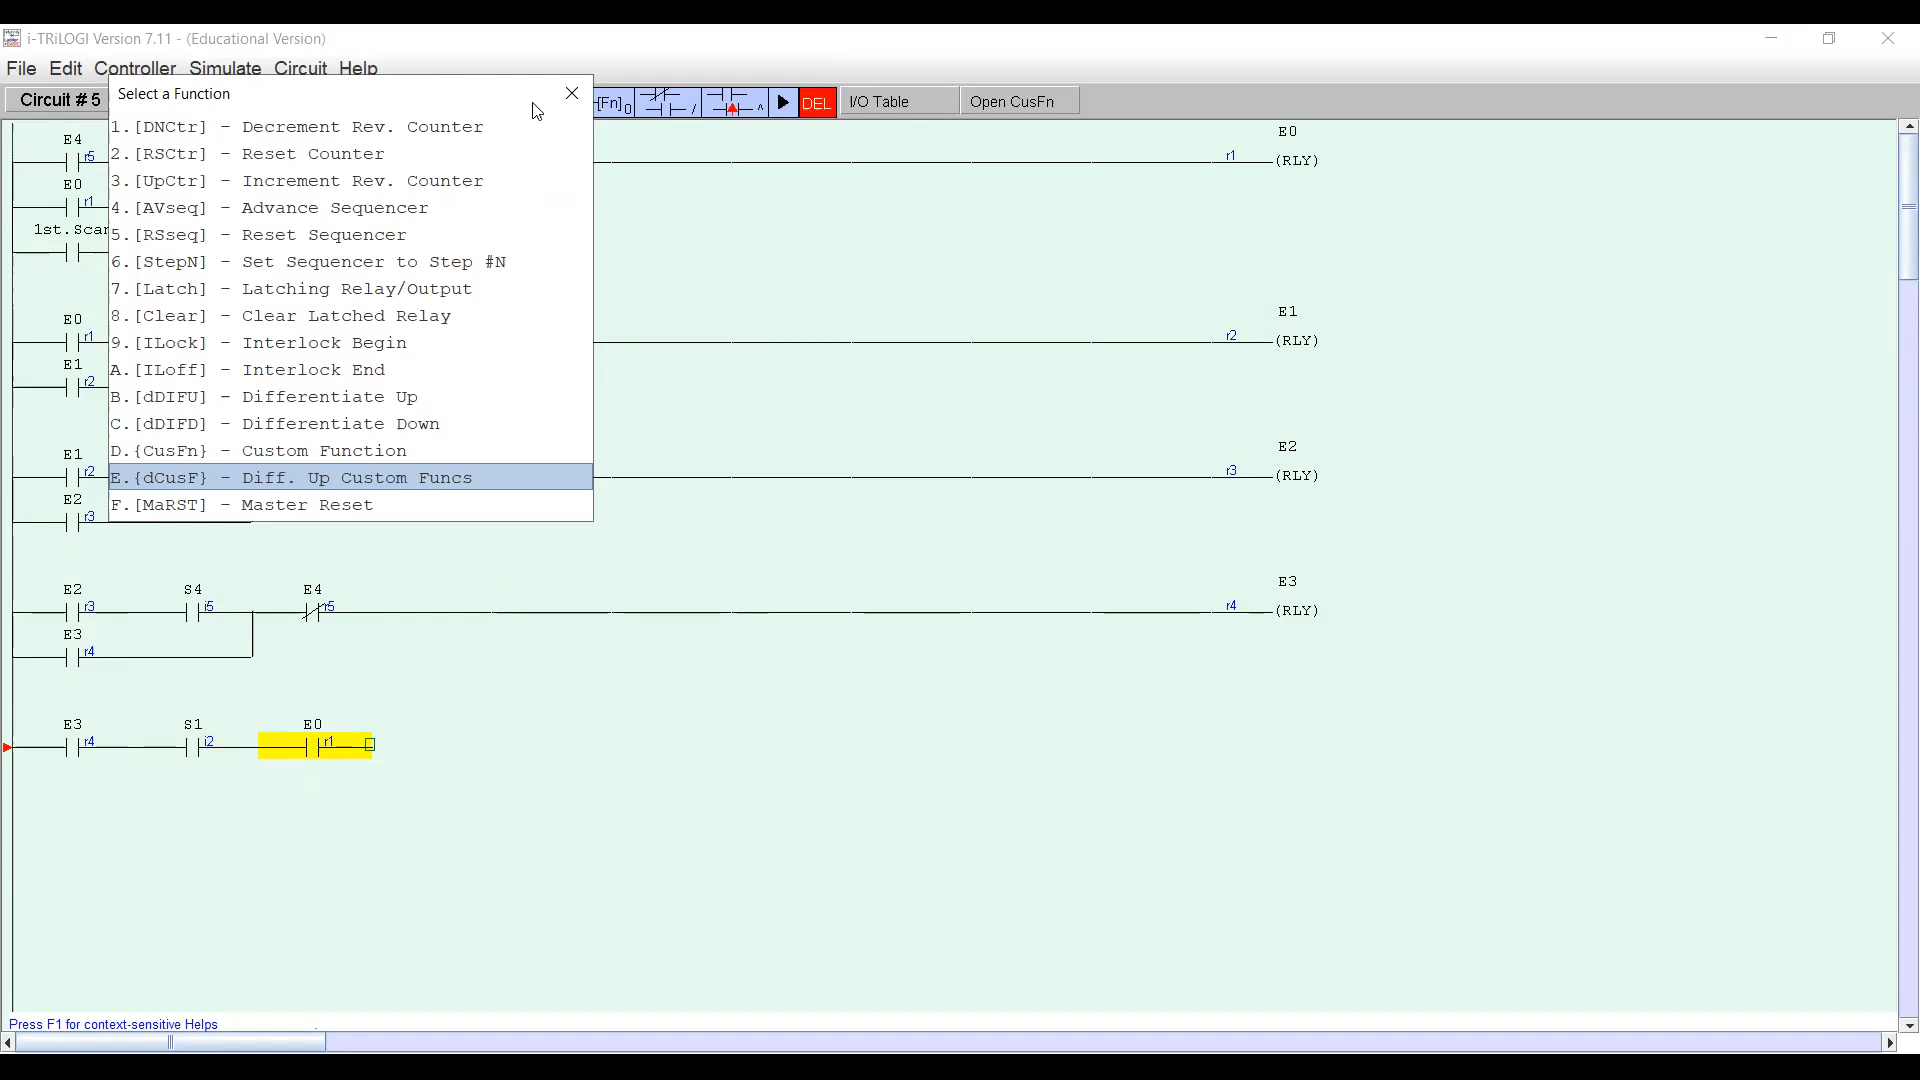 i-TRiLOGI Version 7.11 - (Educational Version)
File Edit Controller Simulate Circuit Help
Circuit # 5
Select a Function
[Fn] 0 / ^ DEL I/O Table Open CusFn
1.[DNCtr] - Decrement Rev. Counter
2.[RSCtr] - Reset Counter
3.[UpCtr] - Increment Rev. Counter
4.[AVseq] - Advance Sequencer
5.[RSseq] - Reset Sequencer
6.[StepN] - Set Sequencer to Step #N
7.[Latch] - Latching Relay/Output
8.[Clear] - Clear Latched Relay
9.[ILock] - Interlock Begin
A.[ILoff] - Interlock End
B.[dDIFU] - Differentiate Up
C.[dDIFD] - Differentiate Down
D.{CusFn} - Custom Function
E.{dCusF} - Diff. Up Custom Funcs
F.[MaRST] - Master Reset
E4 E0
r5 r1 (RLY)
E0
r1
1st.Scan
E0 E1
r1 r2 (RLY)
E1
r2
E1 E2
r2 r3 (RLY)
E2
r3
E2 S4 E4 E3
r3 i5 r5 r4 (RLY)
E3
r4
E3 S1 E0
r4 i2 r1
Press F1 for context-sensitive Helps